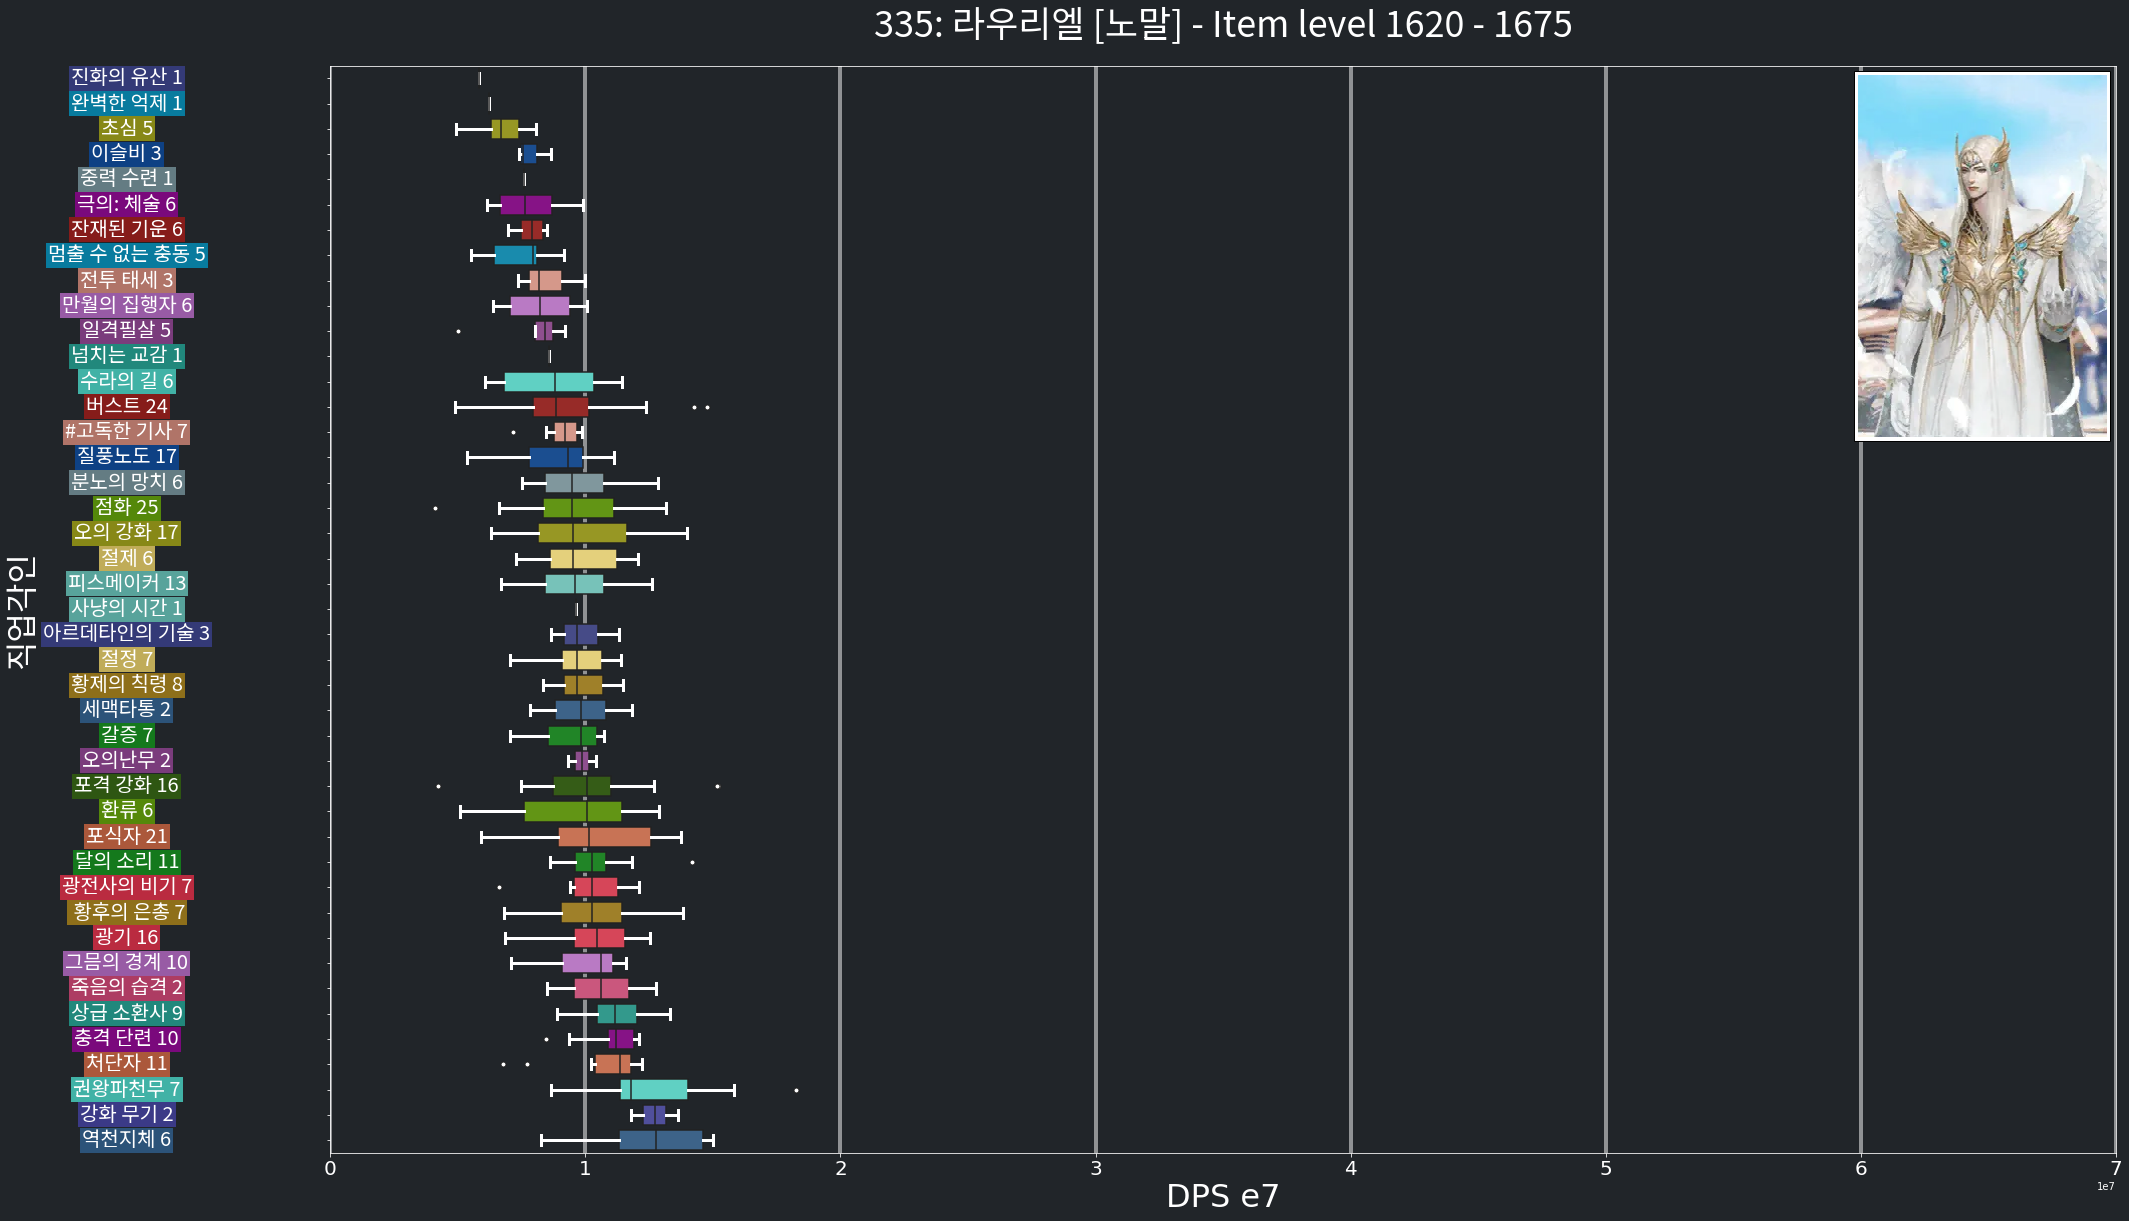 335: 라우리엘 [노말] - Item level 1620 - 1675
진화의 유산 1
완벽한 억제 1
초심 5
이슬비 3
중력 수련 1
극의: 체술 6
잔재된 기운 6
멈출 수 없는 충동 5
전투 태세 3
만월의 집행자 6
일격필살 5
넘치는 교감 1
수라의 길 6
버스트 24
#고독한 기사 7
질풍노도 17
분노의 망치 6
점화 25
오의 강화 17
절제 6
피스메이커 13
사냥의 시간 1
아르데타인의 기술 3
절정 7
황제의 칙령 8
세맥타통 2
갈증 7
오의난무 2
포격 강화 16
환류 6
포식자 21
달의 소리 11
광전사의 비기 7
황후의 은총 7
광기 16
그믐의 경계 10
죽음의 습격 2
상급 소환사 9
충격 단련 10
처단자 11
권왕파천무 7
강화 무기 2
역천지체 6
직업각인
0 1 2 3 4 5 6 7
1e7
DPS e7